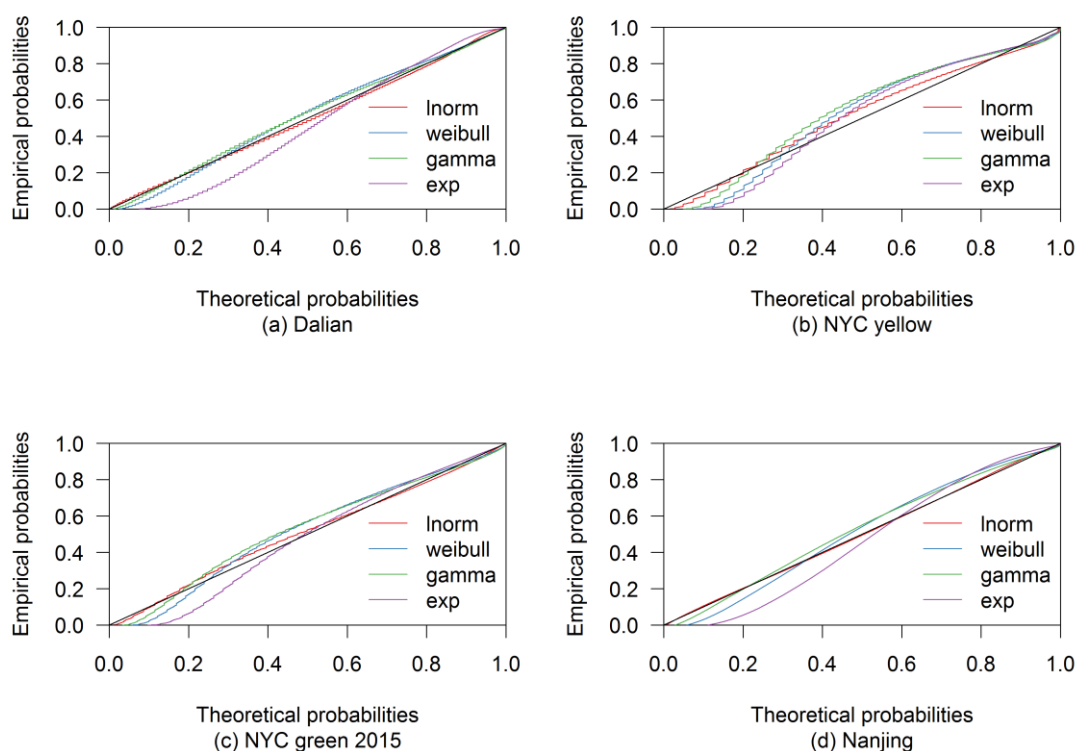 Empirical probabilities
1.0
0.8
0.6
0.4
0.2
0.0
lnorm
weibull
gamma
exp
0.0 0.2 0.4 0.6 0.8 1.0
Theoretical probabilities
(a) Dalian
Empirical probabilities
1.0
0.8
0.6
0.4
0.2
0.0
lnorm
weibull
gamma
exp
0.0 0.2 0.4 0.6 0.8 1.0
Theoretical probabilities
(b) NYC yellow
Empirical probabilities
1.0
0.8
0.6
0.4
0.2
0.0
lnorm
weibull
gamma
exp
0.0 0.2 0.4 0.6 0.8 1.0
Theoretical probabilities
(c) NYC green 2015
Empirical probabilities
1.0
0.8
0.6
0.4
0.2
0.0
lnorm
weibull
gamma
exp
0.0 0.2 0.4 0.6 0.8 1.0
Theoretical probabilities
(d) Nanjing